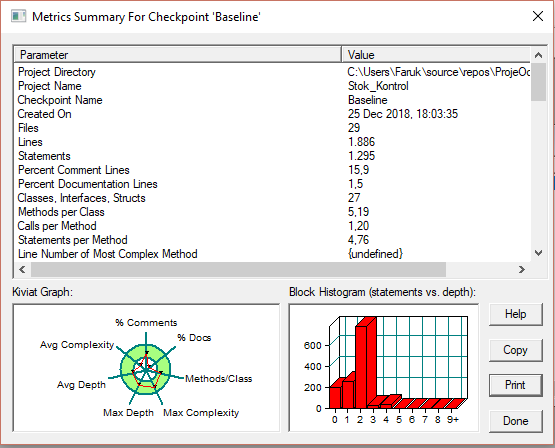 Metrics Summary For Checkpoint 'Baseline'
Parameter Value
Project Directory C:\Users\Faruk\source\repos\ProjeOd
Project Name Stok_Kontrol
Checkpoint Name Baseline
Created On 25 Dec 2018, 18:03:35
Files 29
Lines 1.886
Statements 1.295
Percent Comment Lines 15,9
Percent Documentation Lines 1,5
Classes, Interfaces, Structs 27
Methods per Class 5,19
Calls per Method 1,20
Statements per Method 4,76
Line Number of Most Complex Method {undefined}
Kiviat Graph:
% Comments
% Docs
Methods/Class
Max Complexity
Max Depth
Avg Depth
Avg Complexity
Block Histogram (statements vs. depth):
600
400
200
0
0 1 2 3 4 5 6 7 8 9+
Help
Copy
Print
Done